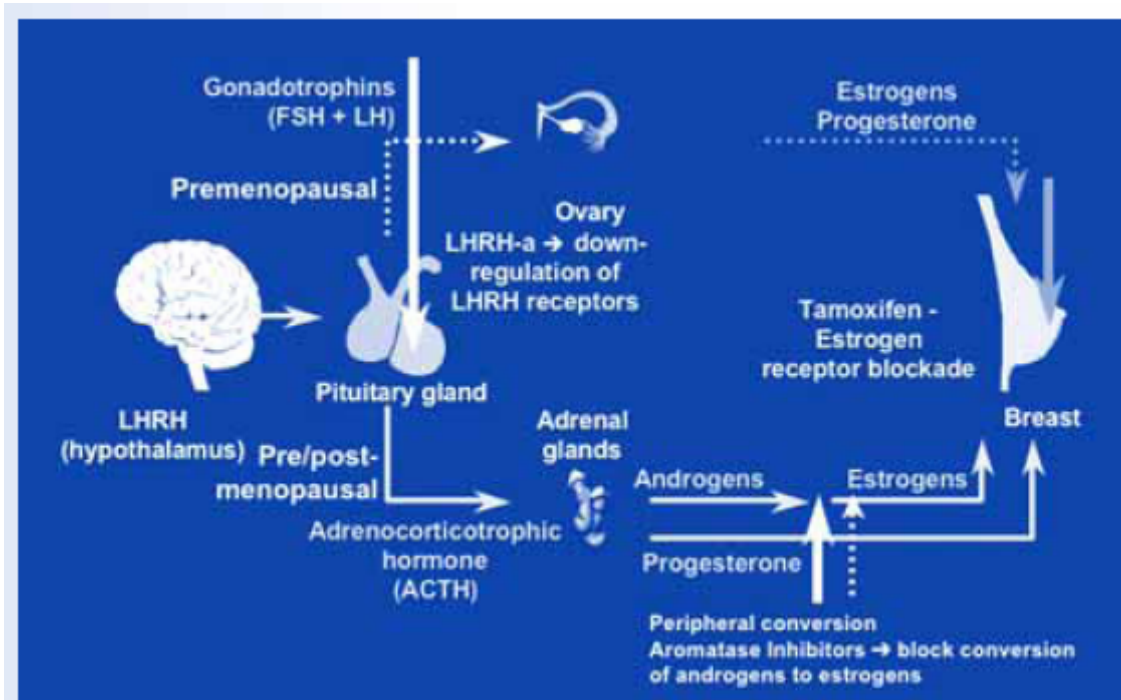 Gonadotrophins
(FSH + LH)
Estrogens
Progesterone
Premenopausal
Ovary
LHRH-a → down-
regulation of
LHRH receptors
Tamoxifen -
Estrogen
receptor blockade
Pituitary gland
LHRH
(hypothalamus)
Pre/post-
menopausal
Adrenal
glands
Breast
Androgens
Estrogens
Adrenocorticotrophic
hormone
(ACTH)
Progesterone
Peripheral conversion
Aromatase Inhibitors → block conversion
of androgens to estrogens